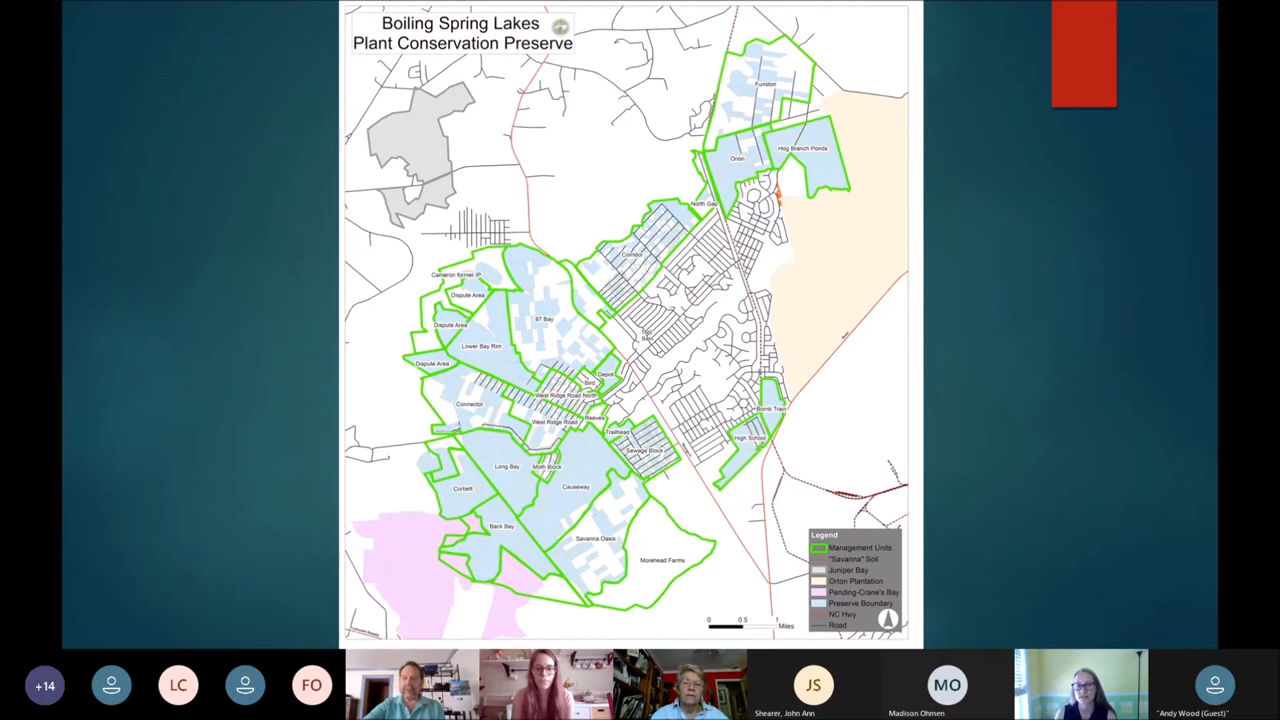 Boiling Spring Lakes
Plant Conservation Preserve
Funston
Orion
Hog Branch Ponds
North Gap
Corridor
Cameron former IP
Dispute Area
87 Bay
Dispute Area
Lower Bay Rim
Dispute Area
Depot
Bird
West Ridge Road North
Connector
Reeves
West Ridge Road
Bomb Train
Trailhead
High School
Sewage Block
Long Bay
Moth Block
Corbett
Causeway
Back Bay
Savanna Oasis
Morehead Farms
Legend
Management Units
"Savanna" Soil
Juniper Bay
Orton Plantation
Pending-Crane's Bay
Preserve Boundary
NC Hwy
Road
0 0.5 1
Miles
+14
LC
FO
JS
MO
Shearer, John Ann
Madison Ohmen
"Andy Wood (Guest)"